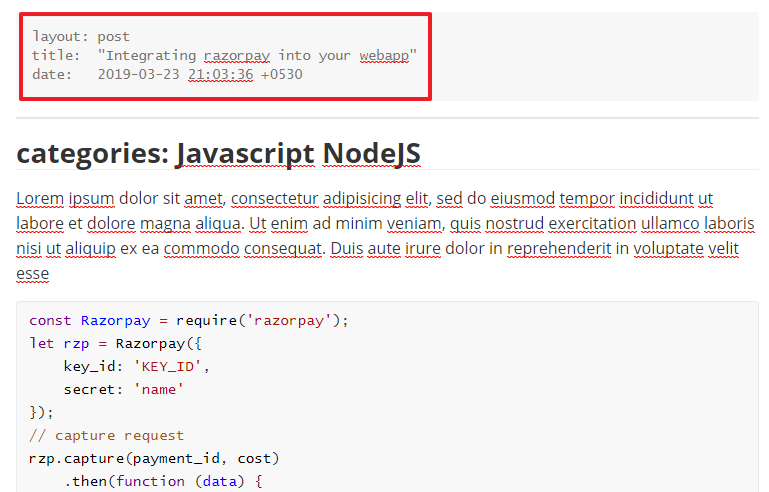 layout: post
title:  "Integrating razorpay into your webapp"
date:   2019-03-23 21:03:36 +0530
categories: Javascript NodeJS
Lorem ipsum dolor sit amet, consectetur adipisicing elit, sed do eiusmod tempor incididunt ut
labore et dolore magna aliqua. Ut enim ad minim veniam, quis nostrud exercitation ullamco laboris
nisi ut aliquip ex ea commodo consequat. Duis aute irure dolor in reprehenderit in voluptate velit
esse
const Razorpay = require('razorpay');
let rzp = Razorpay({
    key_id: 'KEY_ID',
    secret: 'name'
});
// capture request
rzp.capture(payment_id, cost)
    .then(function (data) {